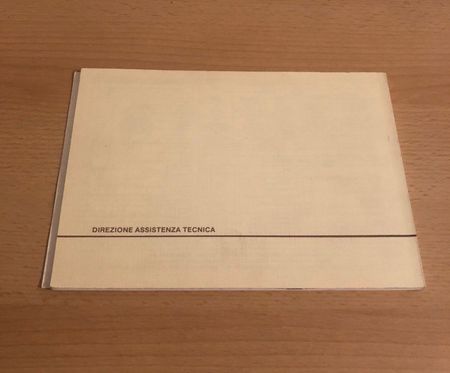 DIREZIONE ASSISTENZA TECNICA